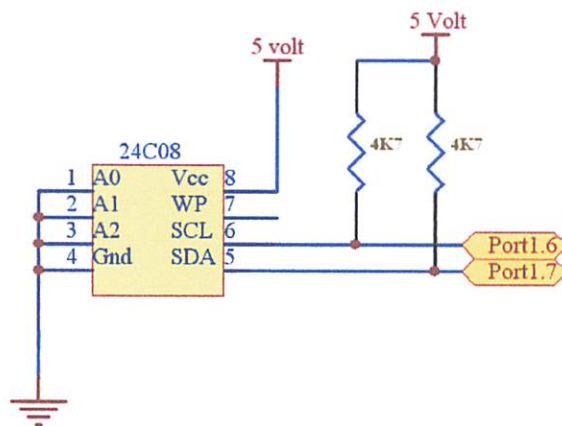 5 Volt
5 volt
4K7 4K7
24C08
1 A0 Vcc 8
2 A1 WP 7
3 A2 SCL 6
4 Gnd SDA 5
Port1.6
Port1.7